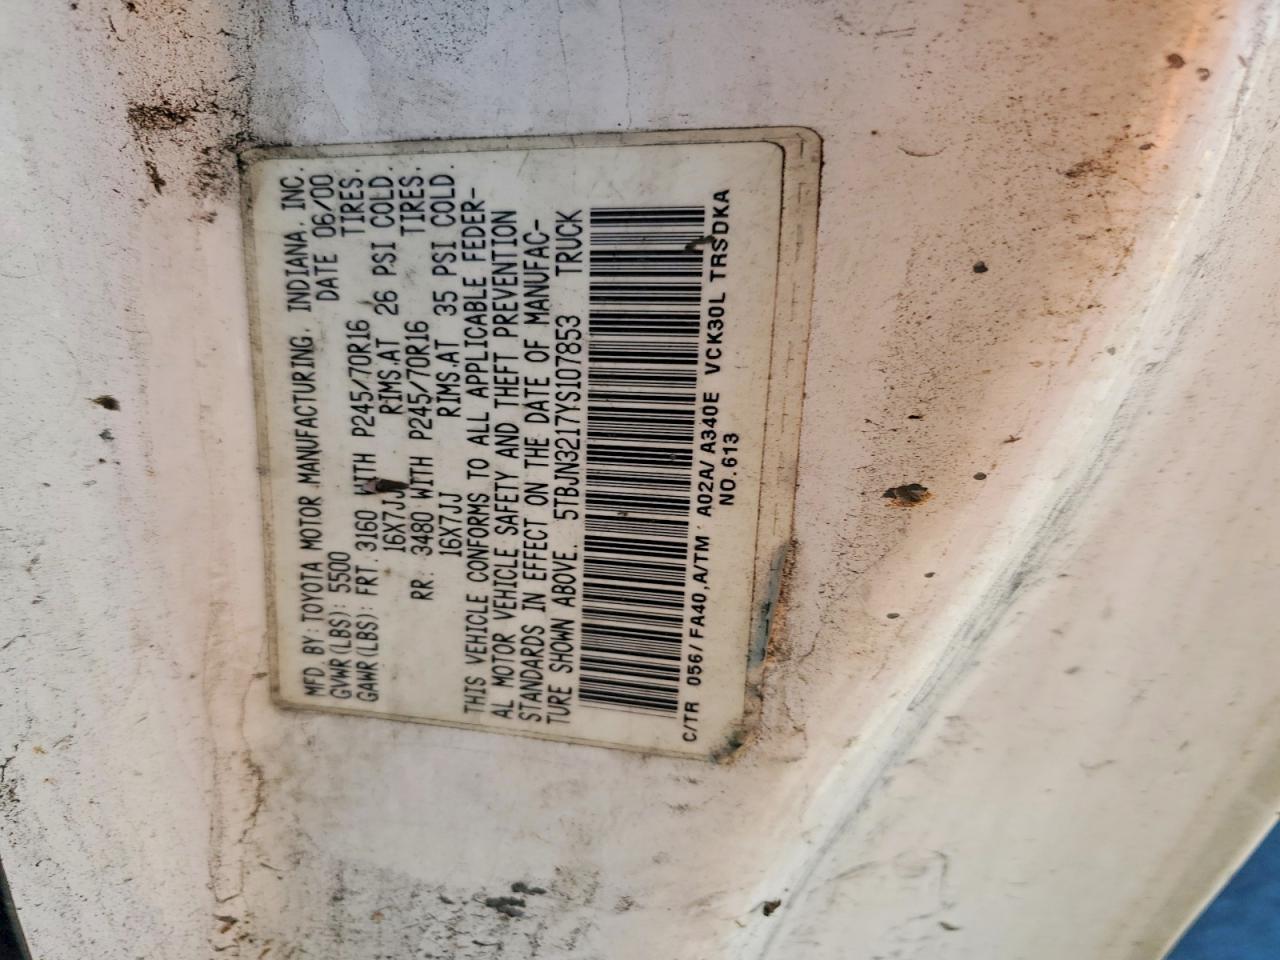 MFD BY: TOYOTA MOTOR MANUFACTURING, INDIANA, INC.
GVWR(LBS): 5500 DATE 06/00
GAWR(LBS): FRT. 3160 WITH P245/70R16 TIRES.
16X7JJ RIMS.AT 26 PSI COLD.
RR: 3480 WITH P245/70R16 TIRES.
16X7JJ RIMS.AT 35 PSI COLD.
THIS VEHICLE CONFORMS TO ALL APPLICABLE FEDER-
AL MOTOR VEHICLE SAFETY AND THEFT PREVENTION
STANDARDS IN EFFECT ON THE DATE OF MANUFAC-
TURE SHOWN ABOVE. 5TBJN3217YS107853 TRUCK
C/TR 056/FA40,A/TM A02A/A340E VCK30L TRSDKA
NO.613